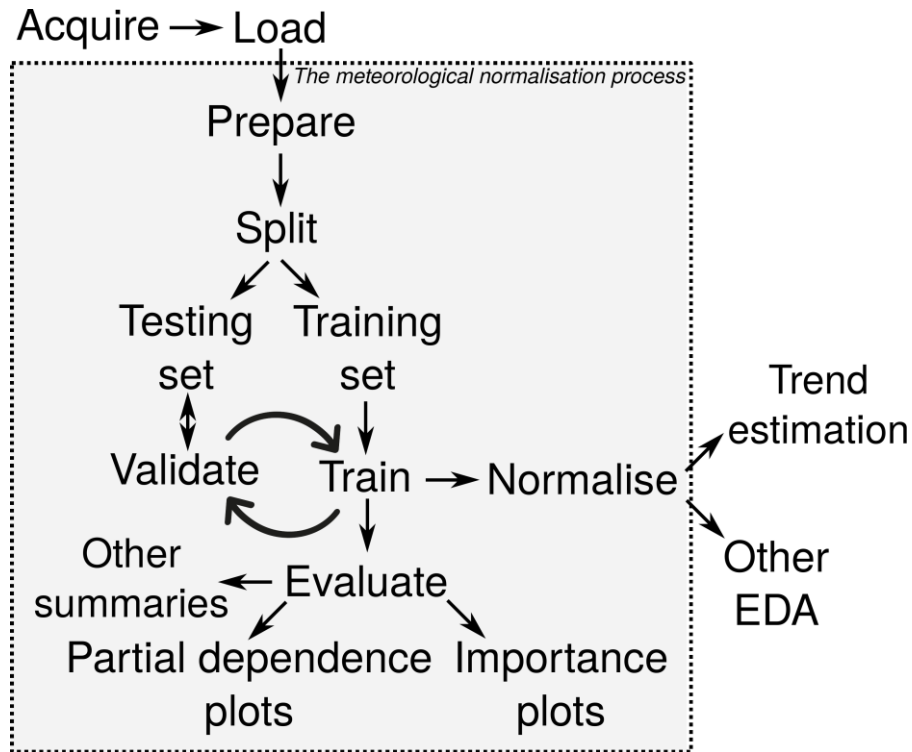 Acquire
Load
The meteorological normalisation process
Prepare
Split
Testing
set
Training
set
Validate
Train
Normalise
Trend
estimation
Other
EDA
Evaluate
Other
summaries
Partial dependence
plots
Importance
plots